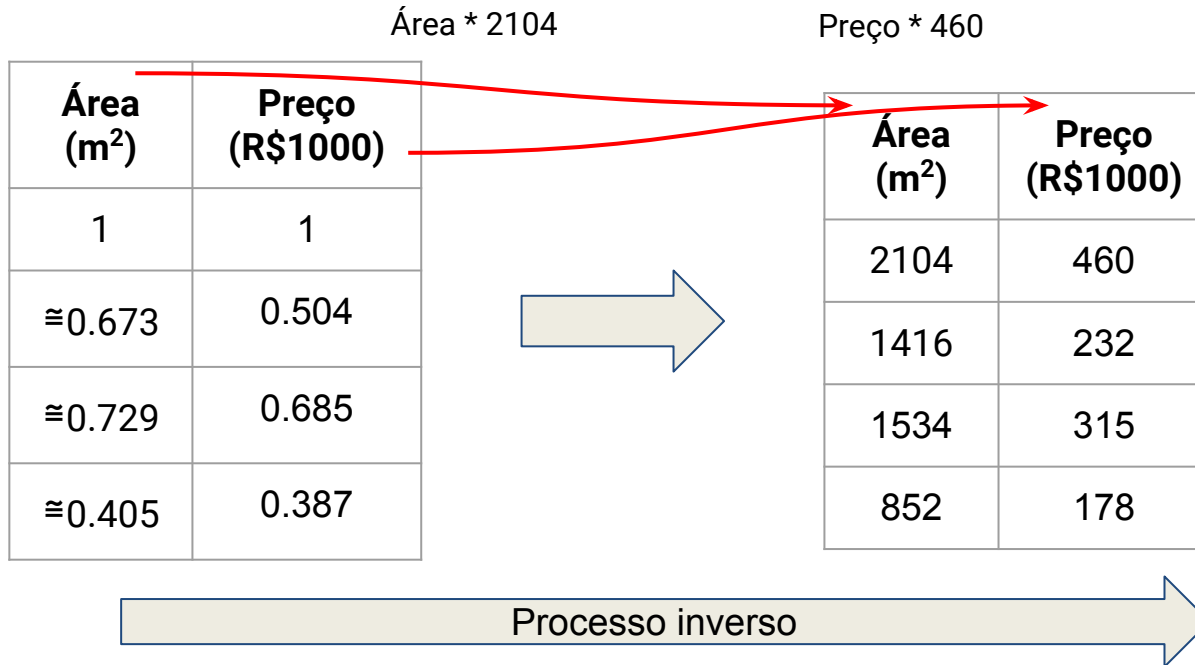 Área * 2104
Preço * 460
Área
(m²)
Preço
(R$1000)
1
1
≅0.673
0.504
≅0.729
0.685
≅0.405
0.387
Área
(m²)
Preço
(R$1000)
2104
460
1416
232
1534
315
852
178
Processo inverso